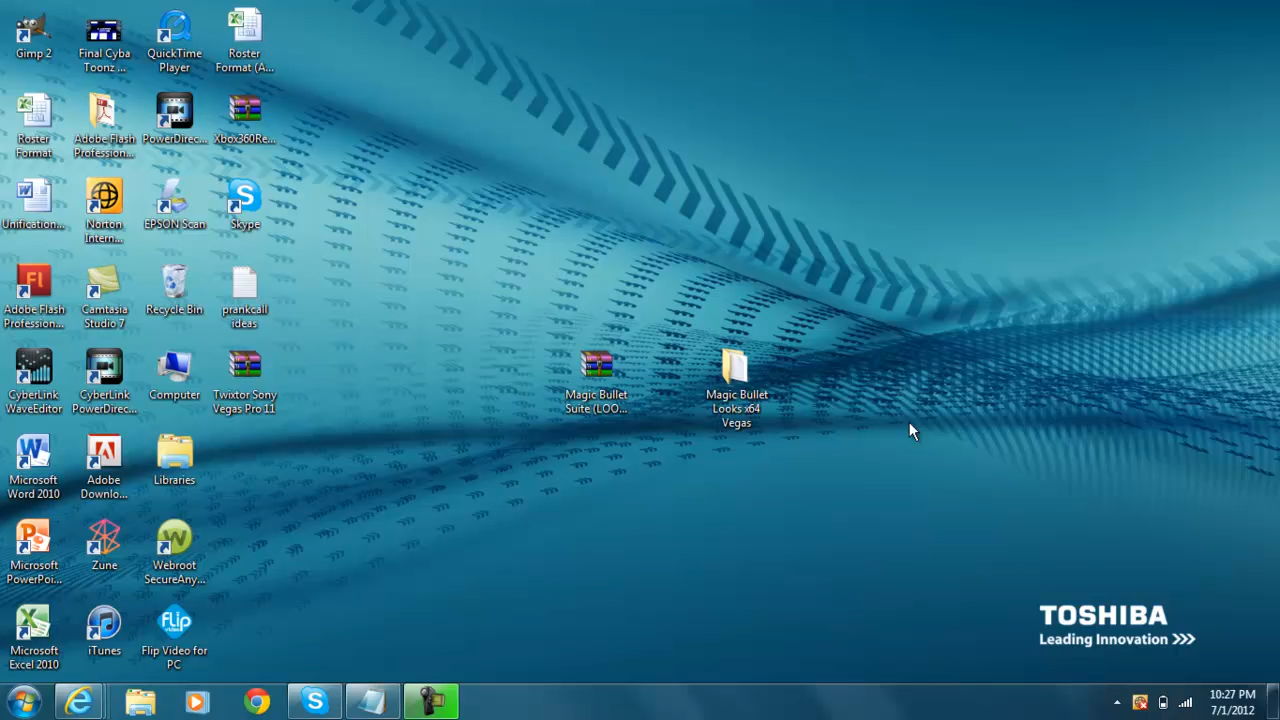 Gimp 2
Final Cyba
Toonz ...
QuickTime
Player
Roster
Format (A...
Roster
Format
Adobe Flash
Profession...
PowerDirec...
Xbox360Re...
Unification...
Norton
Intern...
EPSON Scan
Skype
Adobe Flash
Profession...
Camtasia
Studio 7
Recycle Bin
prankcall
ideas
CyberLink
WaveEditor
CyberLink
PowerDirec...
Computer
Twixtor Sony
Vegas Pro 11
Magic Bullet
Suite (LOO...
Magic Bullet
Looks x64
Vegas
Microsoft
Word 2010
Adobe
Downlo...
Libraries
Microsoft
PowerPoi...
Zune
Webroot
SecureAny...
Microsoft
Excel 2010
iTunes
flip
video
Flip Video for
PC
TOSHIBA
Leading Innovation >>>
10:27 PM
7/1/2012